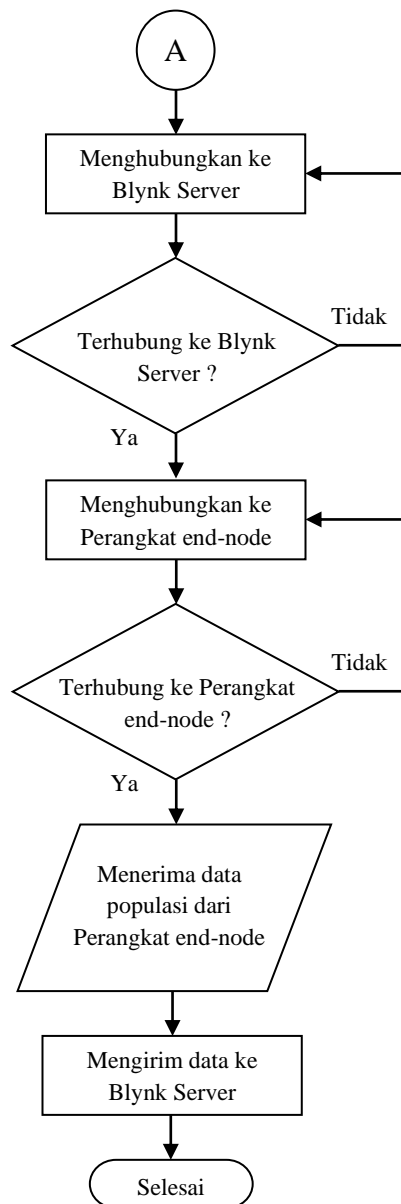 A
Menghubungkan ke
Blynk Server
Tidak
Terhubung ke Blynk
Server ?
Ya
Menghubungkan ke
Perangkat end-node
Tidak
Terhubung ke Perangkat
end-node ?
Ya
Menerima data
populasi dari
Perangkat end-node
Mengirim data ke
Blynk Server
Selesai